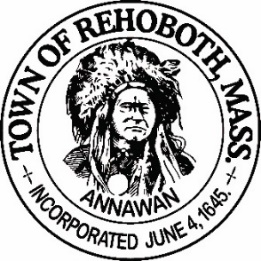 TOWN OF REHOBOTH, MASS.
ANNAWAN
INCORPORATED JUNE 4, 1645.